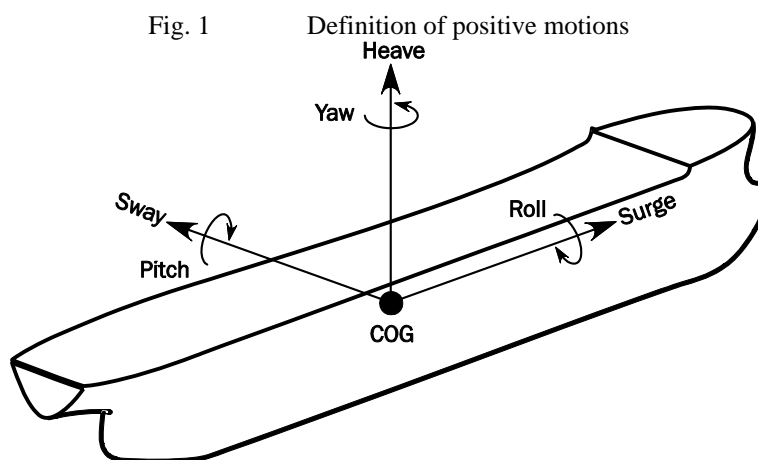 Fig. 1 Definition of positive motions
Heave
Yaw
Sway
Roll
Surge
Pitch
COG